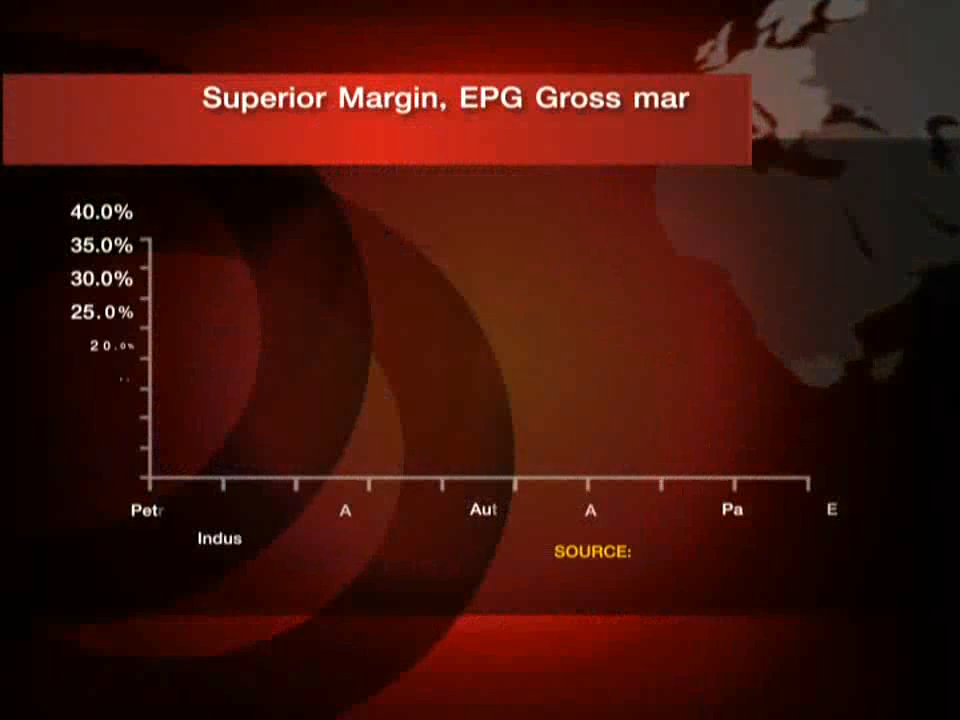 Superior Margin, EPG Gross mar
40.0%
35.0%
30.0%
25.0%
20.0%
Pet A Aut A Pa E
Indus
SOURCE: